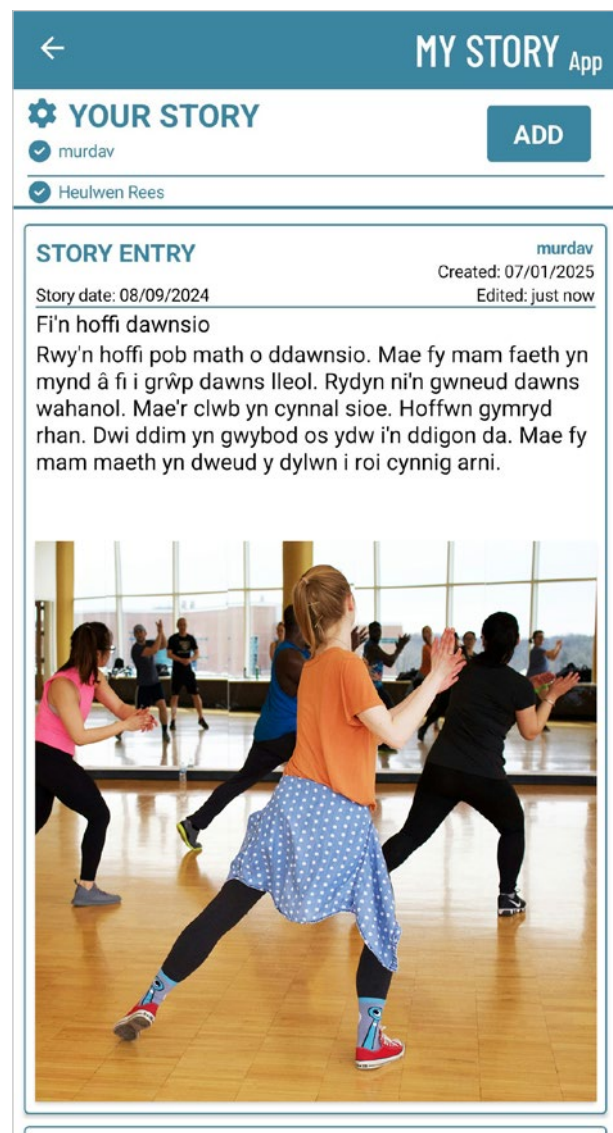 MY STORY App
YOUR STORY
ADD
murdav
Heulwen Rees
STORY ENTRY
murdav
Created: 07/01/2025
Story date: 08/09/2024
Edited: just now
Fi'n hoffi dawnsio
Rwy'n hoffi pob math o ddawnsio. Mae fy mam faeth yn
mynd â fi i grŵp dawns lleol. Rydyn ni'n gwneud dawns
wahanol. Mae'r clwb yn cynnal sioe. Hoffwn gymryd
rhan. Dwi ddim yn gwybod os ydw i'n ddigon da. Mae fy
mam maeth yn dweud y dylwn i roi cynnig arni.